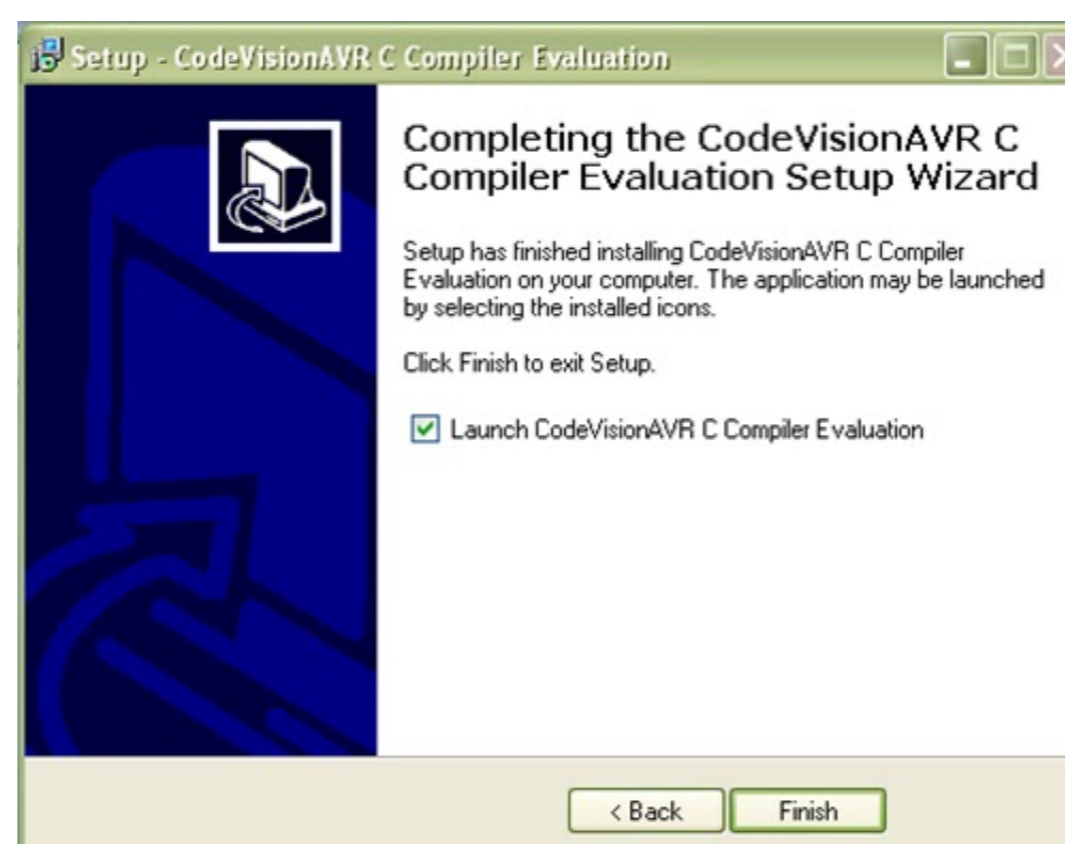 Setup - CodeVisionAVR C Compiler Evaluation
Completing the CodeVisionAVR C
Compiler Evaluation Setup Wizard
Setup has finished installing CodeVisionAVR C Compiler
Evaluation on your computer. The application may be launched
by selecting the installed icons.
Click Finish to exit Setup.
Launch CodeVisionAVR C Compiler Evaluation
< Back
Finish